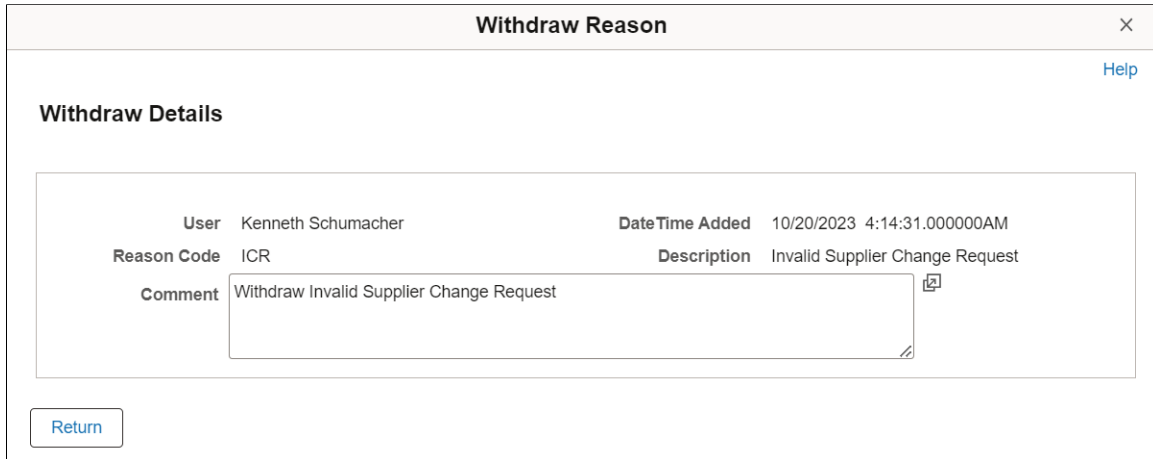 Withdraw Reason
Help
Withdraw Details
User Kenneth Schumacher DateTime Added 10/20/2023 4:14:31.000000AM
Reason Code ICR Description Invalid Supplier Change Request
Comment Withdraw Invalid Supplier Change Request
Return